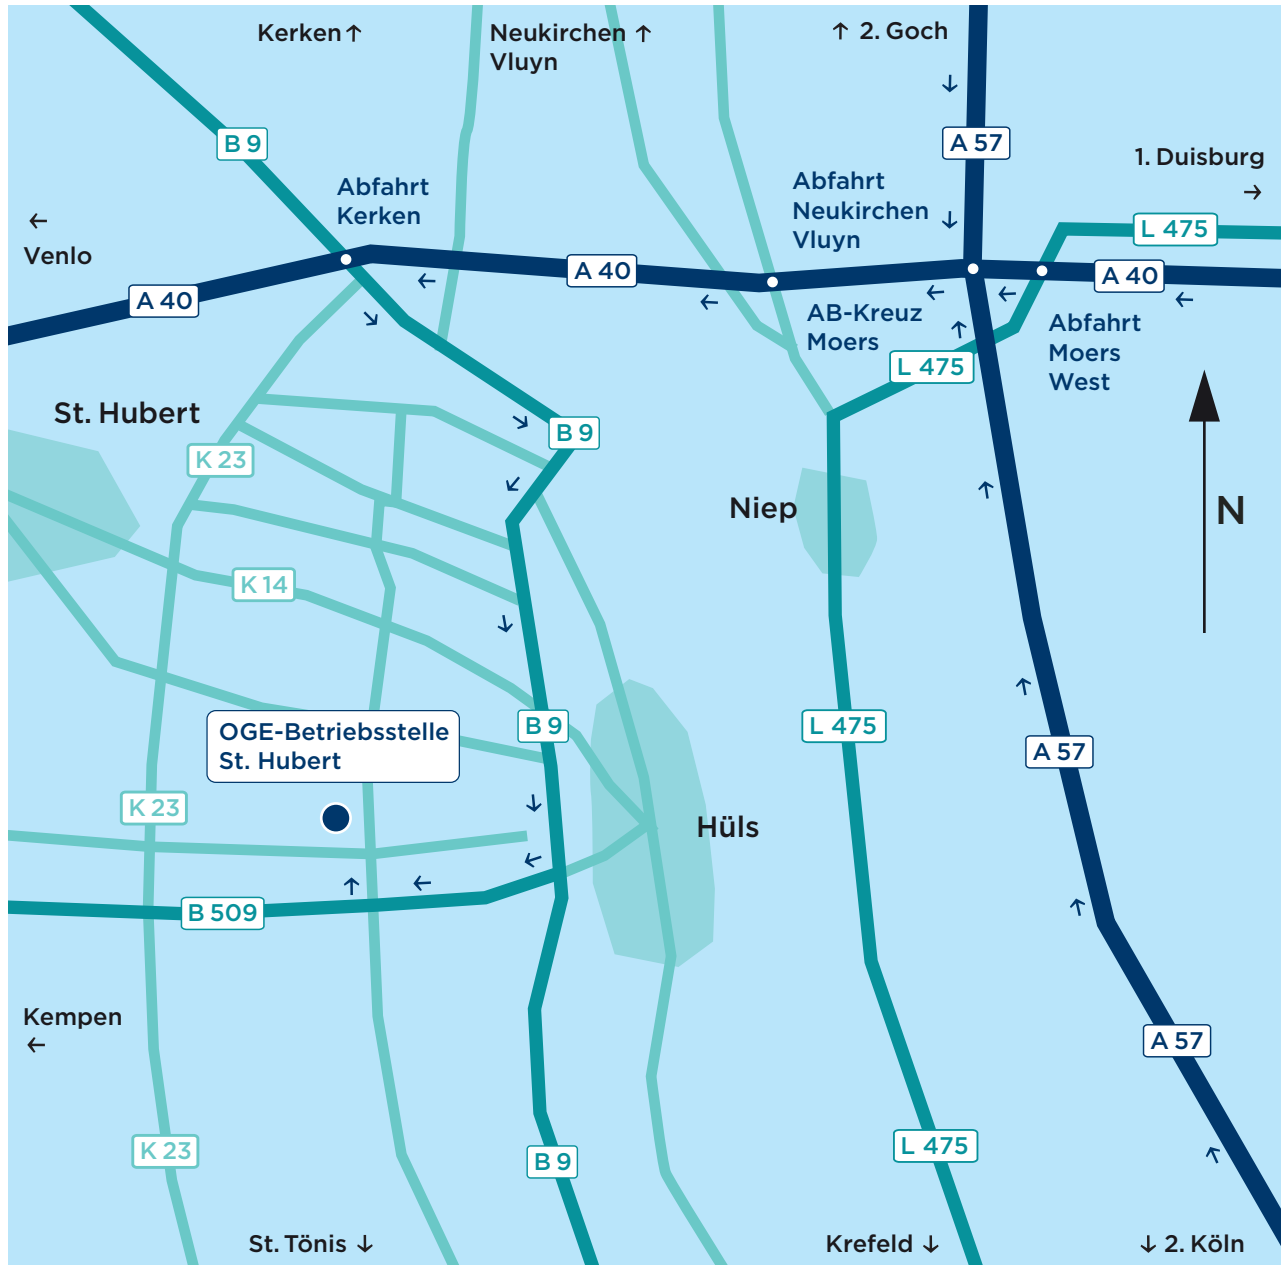 Kerken ↑
Neukirchen ↑
Vluyn
↑ 2. Goch
B 9
A 57
1. Duisburg
→
Abfahrt
Kerken
Abfahrt
Neukirchen
Vluyn
←
Venlo
L 475
A 40
A 40
A 40
AB-Kreuz
Moers
Abfahrt
Moers
West
L 475
St. Hubert
B 9
K 23
Niep
N
K 14
OGE-Betriebsstelle
St. Hubert
B 9
L 475
A 57
K 23
Hüls
B 509
Kempen
←
A 57
K 23
B 9
L 475
St. Tönis ↓
Krefeld ↓
↓ 2. Köln